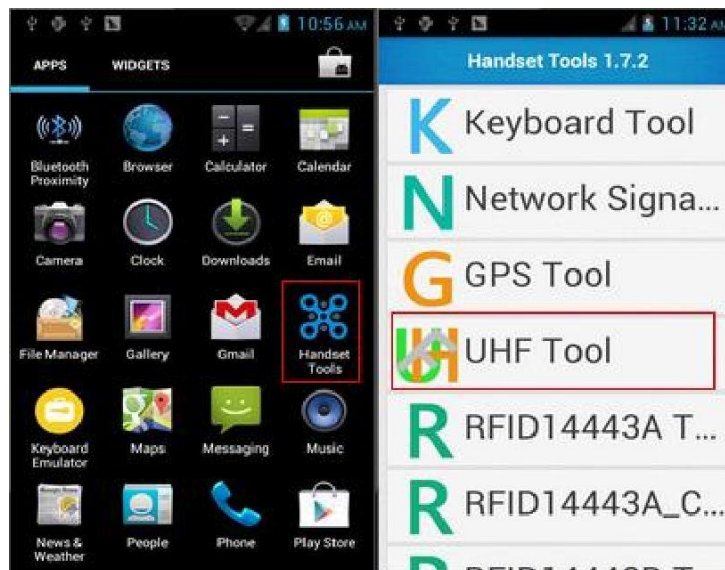 10:56 AM
APPS WIDGETS
Bluetooth Proximity
Browser
Calculator
Calendar
Camera
Clock
Downloads
Email
File Manager
Gallery
Gmail
Handset Tools
Keyboard Emulator
Maps
Messaging
Music
News & Weather
People
Phone
Play Store
11:32 AM
Handset Tools 1.7.2
K Keyboard Tool
N Network Signa...
G GPS Tool
UHF UHF Tool
R RFID14443A T...
R RFID14443A_C...